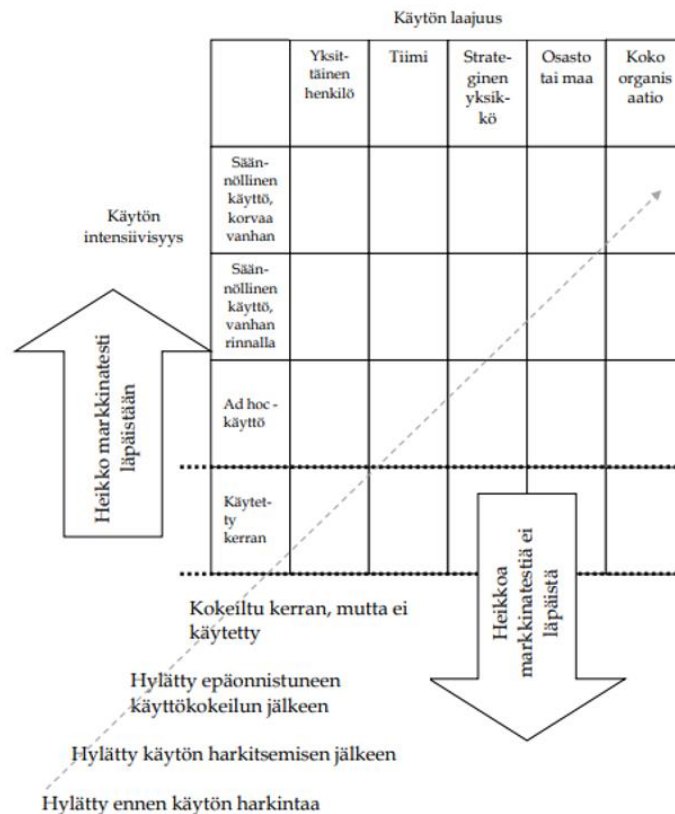 Käytön laajuus
Yksit-
täinen
henkilö
Tiimi
Strate-
ginen
yksik-
kö
Osasto
tai maa
Koko
organis
aatio
Käytön
intensiivisyys
Sään-
nöllinen
käyttö,
korvaa
vanhan
Sään-
nöllinen
käyttö,
vanhan
rinnalla
Ad hoc -
käyttö
Käytet-
ty
kerran
Heikko markkinatesti
läpäistään
Heikkoa
markkinatestiä ei
läpäistä
Kokeiltu kerran, mutta ei
käytetty
Hylätty epäonnistuneen
käyttökokeilun jälkeen
Hylätty käytön harkitsemisen jälkeen
Hylätty ennen käytön harkintaa